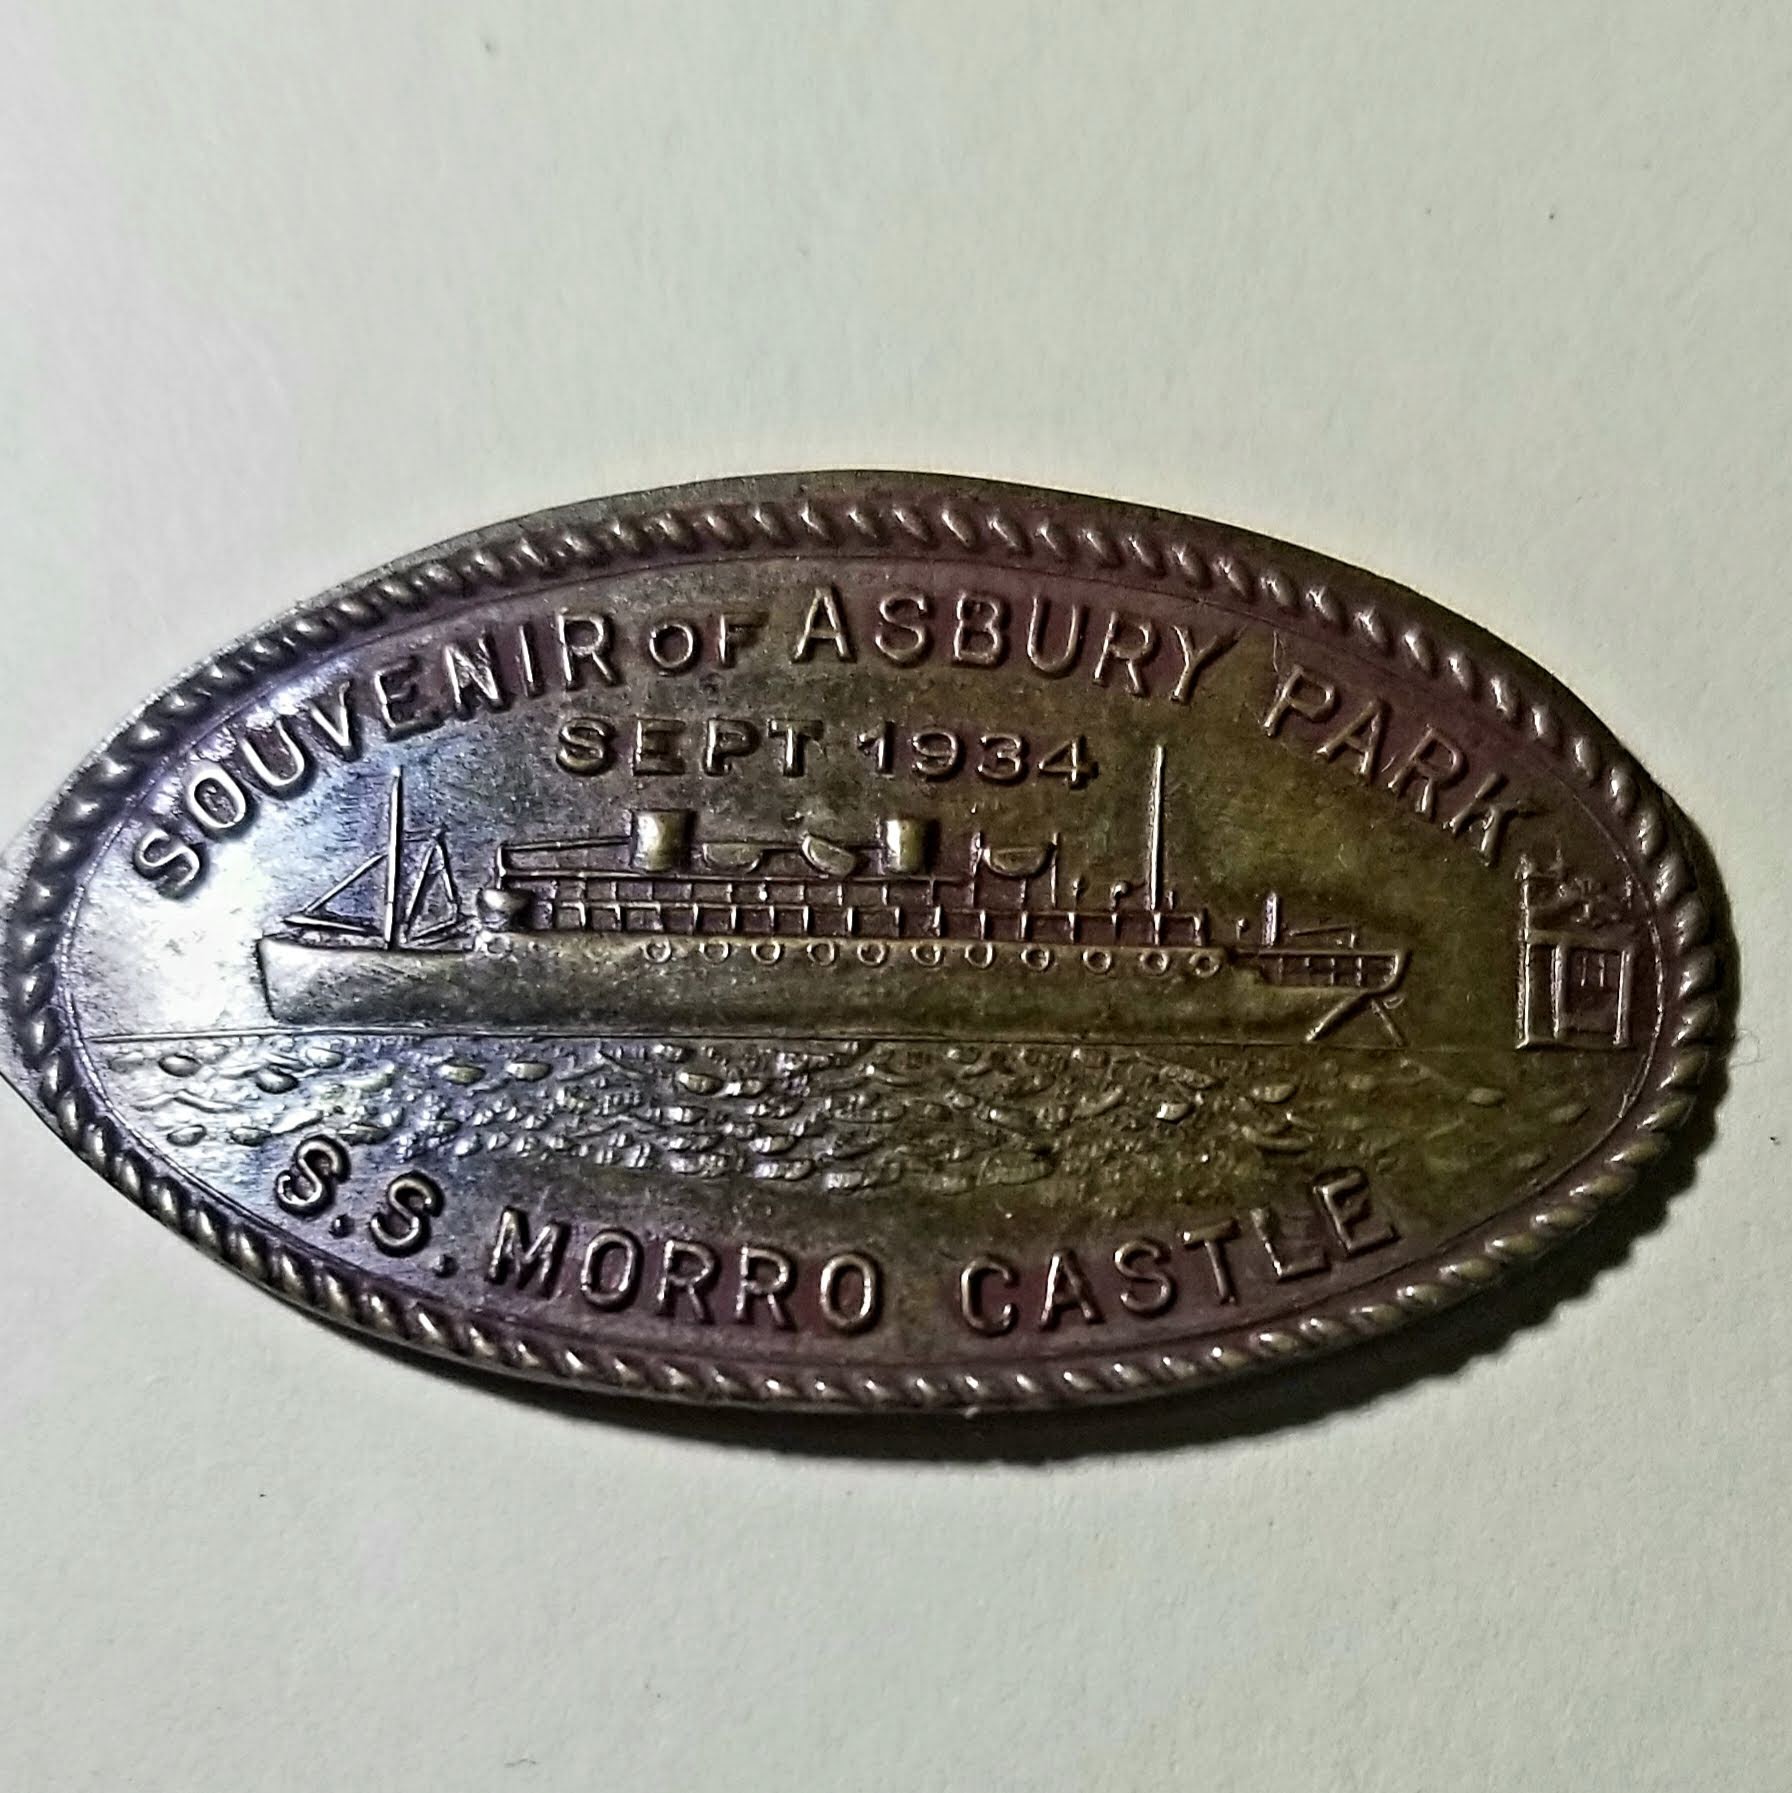 SOUVENIR OF ASBURY PARK
SEPT 1934
S.S. MORRO CASTLE